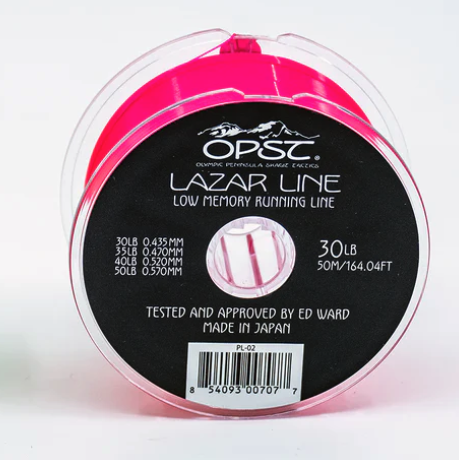 OPST®
OLYMPIC PENINSULA SKAGIT TACTICS
LAZAR LINE
LOW MEMORY RUNNING LINE
30LB 0.435MM
35LB 0.470MM
40LB 0.520MM
50LB 0.570MM
30LB
50M/164.04FT
TESTED AND APPROVED BY ED WARD
MADE IN JAPAN
PL-02
8 54093 00707 7